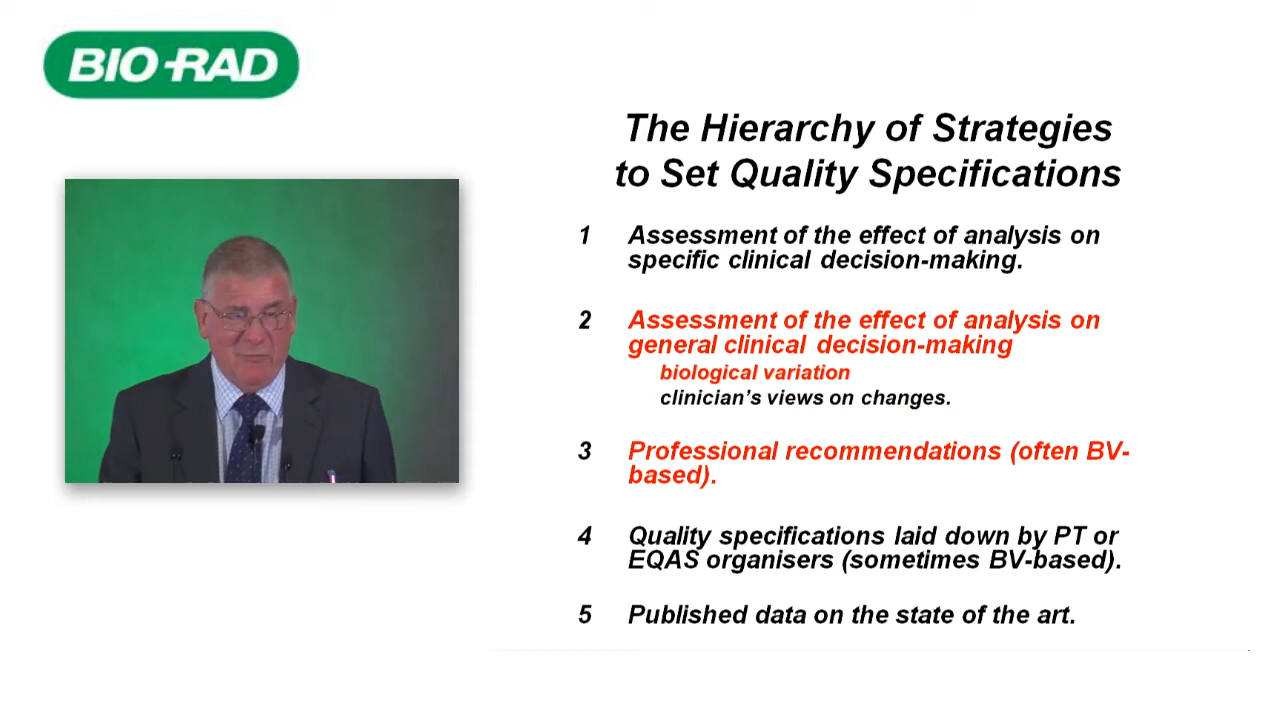 BIO-RAD
The Hierarchy of Strategies
to Set Quality Specifications
1 Assessment of the effect of analysis on
specific clinical decision-making.
2 Assessment of the effect of analysis on
general clinical decision-making
biological variation
clinician's views on changes.
3 Professional recommendations (often BV-
based).
4 Quality specifications laid down by PT or
EQAS organisers (sometimes BV-based).
5 Published data on the state of the art.